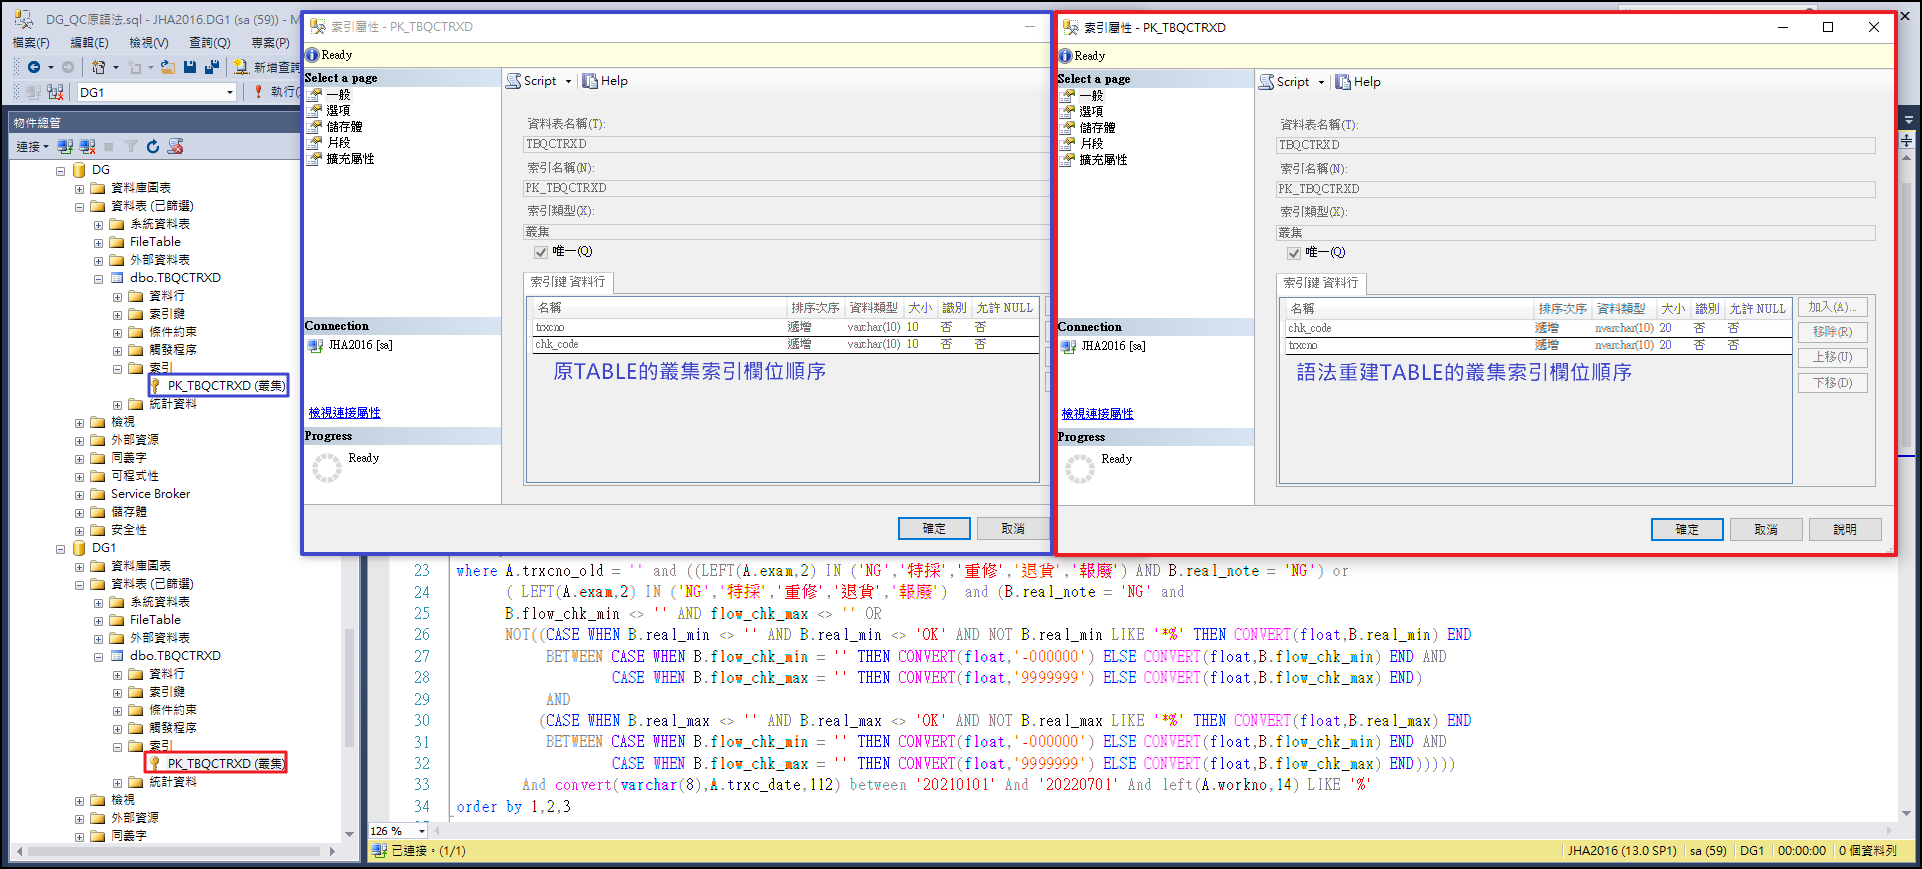 DG_QC原語法.sql - JHA2016.DG1 (sa (59)) - M
檔案(F) 編輯(E) 檢視(V) 查詢(Q) 專案(P)
新增查詢
DG1 執行(
物件總管
連接
DG
資料庫圖表
資料表 (已篩選)
系統資料表
FileTable
外部資料表
dbo.TBQCTRXD
資料行
索引鍵
條件約束
觸發程序
索引
PK_TBQCTRXD (叢集)
統計資料
檢視
外部資源
同義字
可程式性
Service Broker
儲存體
安全性
DG1
資料庫圖表
資料表 (已篩選)
系統資料表
FileTable
外部資料表
dbo.TBQCTRXD
資料行
索引鍵
條件約束
觸發程序
索引
PK_TBQCTRXD (叢集)
統計資料
檢視
外部資源
同義字
索引屬性 - PK_TBQCTRXD
Ready
Select a page
一般
選項
儲存體
片段
擴充屬性
Connection
JHA2016 [sa]
檢視連接屬性
Progress
Ready
Script Help
資料表名稱(T):
TBQCTRXD
索引名稱(N):
PK_TBQCTRXD
索引類型(X):
叢集
唯一(Q)
索引鍵 資料行
名稱 排序次序 資料類型 大小 識別 允許 NULL
trxcno 遞增 varchar(10) 10 否 否
chk_code 遞增 varchar(10) 10 否 否
原TABLE的叢集索引欄位順序
確定 取消
索引屬性 - PK_TBQCTRXD
Ready
Select a page
一般
選項
儲存體
片段
擴充屬性
Connection
JHA2016 [sa]
檢視連接屬性
Progress
Ready
Script Help
資料表名稱(T):
TBQCTRXD
索引名稱(N):
PK_TBQCTRXD
索引類型(X):
叢集
唯一(Q)
索引鍵 資料行
名稱 排序次序 資料類型 大小 識別 允許 NULL
chk_code 遞增 nvarchar(10) 20 否 否
trxcno 遞增 nvarchar(10) 20 否 否
語法重建TABLE的叢集索引欄位順序
加入(A)...
移除(R)
上移(U)
下移(D)
確定 取消 說明
23 where A.trxcno_old = '' and ((LEFT(A.exam,2) IN ('NG','特採','重修','退貨','報廢') AND B.real_note = 'NG') or
24 ( LEFT(A.exam,2) IN ('NG','特採','重修','退貨','報廢') and (B.real_note = 'NG' and
25 B.flow_chk_min <> '' AND flow_chk_max <> '' OR
26 NOT((CASE WHEN B.real_min <> '' AND B.real_min <> 'OK' AND NOT B.real_min LIKE '*%' THEN CONVERT(float,B.real_min) END
27 BETWEEN CASE WHEN B.flow_chk_min = '' THEN CONVERT(float,'-000000') ELSE CONVERT(float,B.flow_chk_min) END AND
28 CASE WHEN B.flow_chk_max = '' THEN CONVERT(float,'9999999') ELSE CONVERT(float,B.flow_chk_max) END)
29 AND
30 (CASE WHEN B.real_max <> '' AND B.real_max <> 'OK' AND NOT B.real_max LIKE '*%' THEN CONVERT(float,B.real_max) END
31 BETWEEN CASE WHEN B.flow_chk_min = '' THEN CONVERT(float,'-000000') ELSE CONVERT(float,B.flow_chk_min) END AND
32 CASE WHEN B.flow_chk_max = '' THEN CONVERT(float,'9999999') ELSE CONVERT(float,B.flow_chk_max) END)))))
33 And convert(varchar(8),A.trxc_date,112) between '20210101' And '20220701' And left(A.workno,14) LIKE '%'
34 order by 1,2,3
126 %
已連接。(1/1) JHA2016 (13.0 SP1) sa (59) DG1 00:00:00 0 個資料列